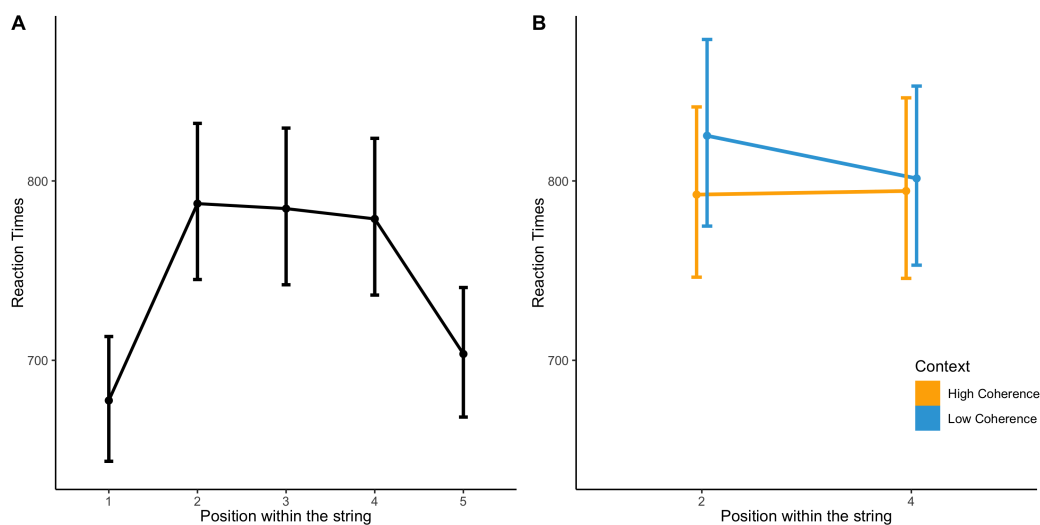 A
Reaction Times
800
700
1 2 3 4 5
Position within the string
B
Reaction Times
800
700
Context
High Coherence
Low Coherence
2 4
Position within the string